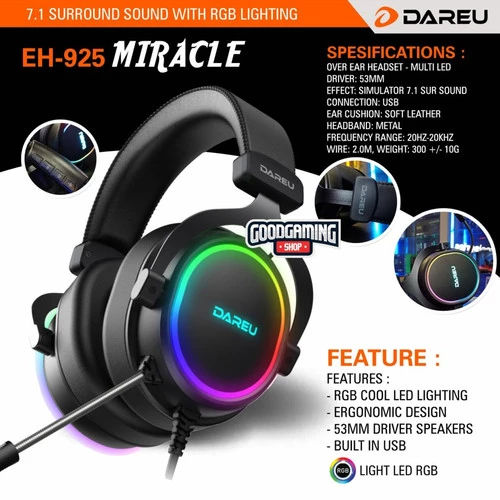 7.1 SURROUND SOUND WITH RGB LIGHTING
DAREU
EH-925 MIRACLE
SPESIFICATIONS :
OVER EAR HEADSET - MULTI LED
DRIVER: 53MM
EFFECT: SIMULATOR 7.1 SUR SOUND
CONNECTION: USB
EAR CUSHION: SOFT LEATHER
HEADBAND: METAL
FREQUENCY RANGE: 20HZ-20KHZ
WIRE: 2.0M, WEIGHT: 300 +/- 10G
DAREU
DAREU
GOODGAMING
SHOP
DAREU
DAREU
FEATURE :
FEATURES :
- RGB COOL LED LIGHTING
- ERGONOMIC DESIGN
- 53MM DRIVER SPEAKERS
- BUILT IN USB
RGB LIGHT LED RGB